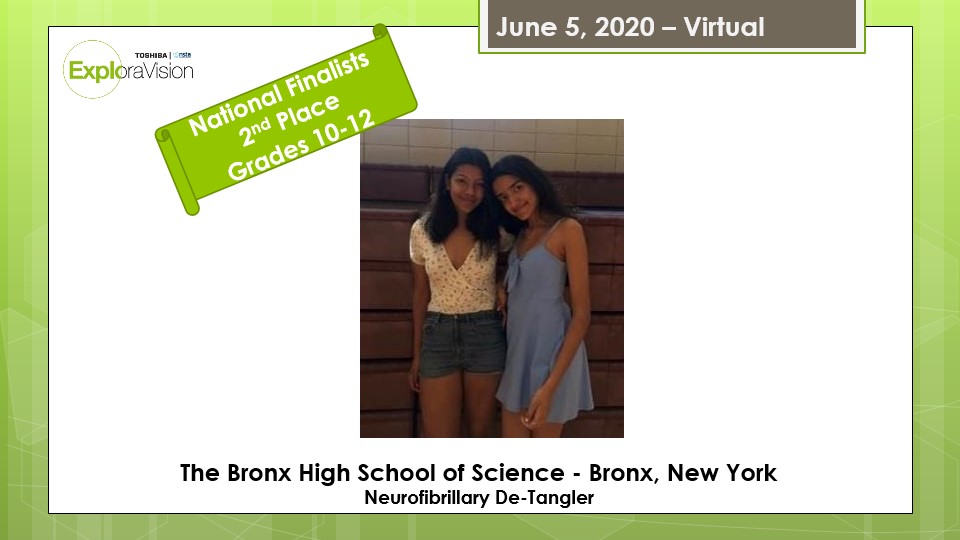 June 5, 2020 – Virtual
TOSHIBA | nsta
ExploraVision
National Finalists
2nd Place
Grades 10-12
The Bronx High School of Science - Bronx, New York
Neurofibrillary De-Tangler